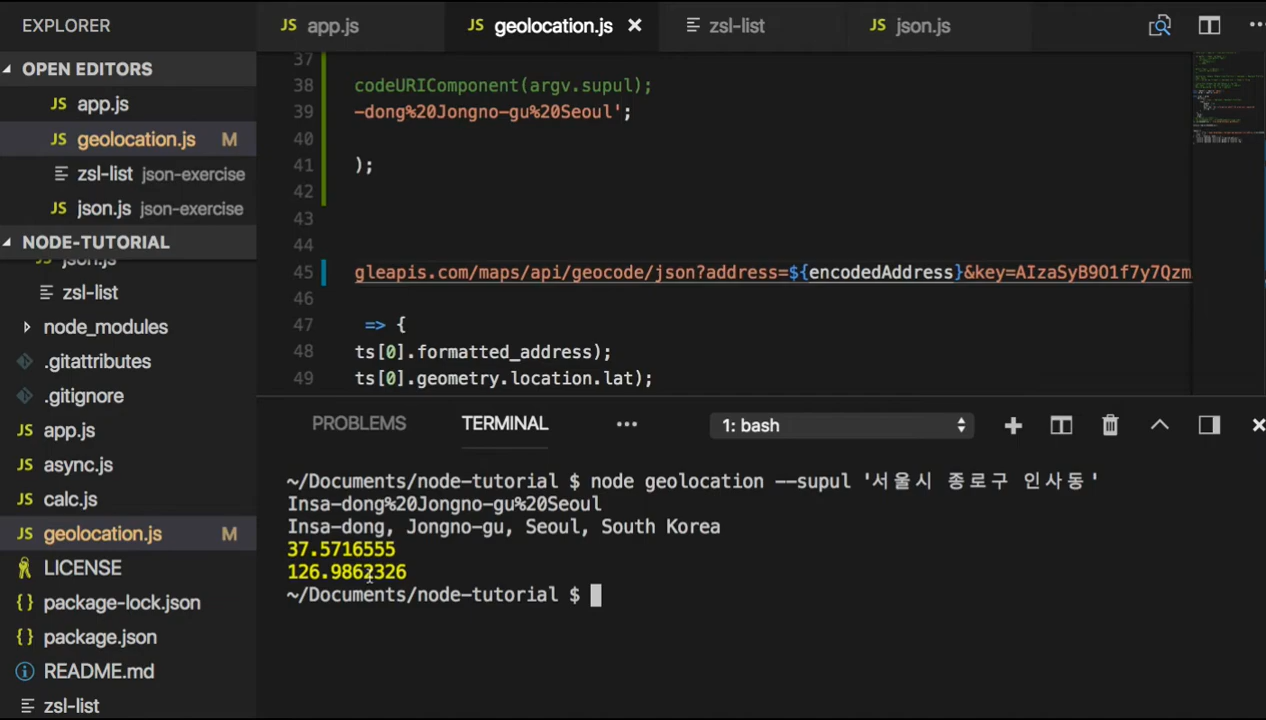 EXPLORER
OPEN EDITORS
JS app.js
JS geolocation.js M
zsl-list json-exercise
JS json.js json-exercise
NODE-TUTORIAL
JS json.js
zsl-list
node_modules
.gitattributes
.gitignore
JS app.js
JS async.js
JS calc.js
JS geolocation.js M
LICENSE
{} package-lock.json
{} package.json
README.md
zsl-list
JS app.js JS geolocation.js zsl-list JS json.js
37
38 codeURIComponent(argv.supul);
39 -dong%20Jongno-gu%20Seoul';
40
41 );
42
43
44
45 gleapis.com/maps/api/geocode/json?address=${encodedAddress}&key=AIzaSyB9O1f7y7Qzm
46
47 => {
48 ts[0].formatted_address);
49 ts[0].geometry.location.lat);
PROBLEMS TERMINAL ... 1: bash
~/Documents/node-tutorial $ node geolocation --supul '서울시 종로구 인사동'
Insa-dong%20Jongno-gu%20Seoul
Insa-dong, Jongno-gu, Seoul, South Korea
37.5716555
126.9862326
~/Documents/node-tutorial $